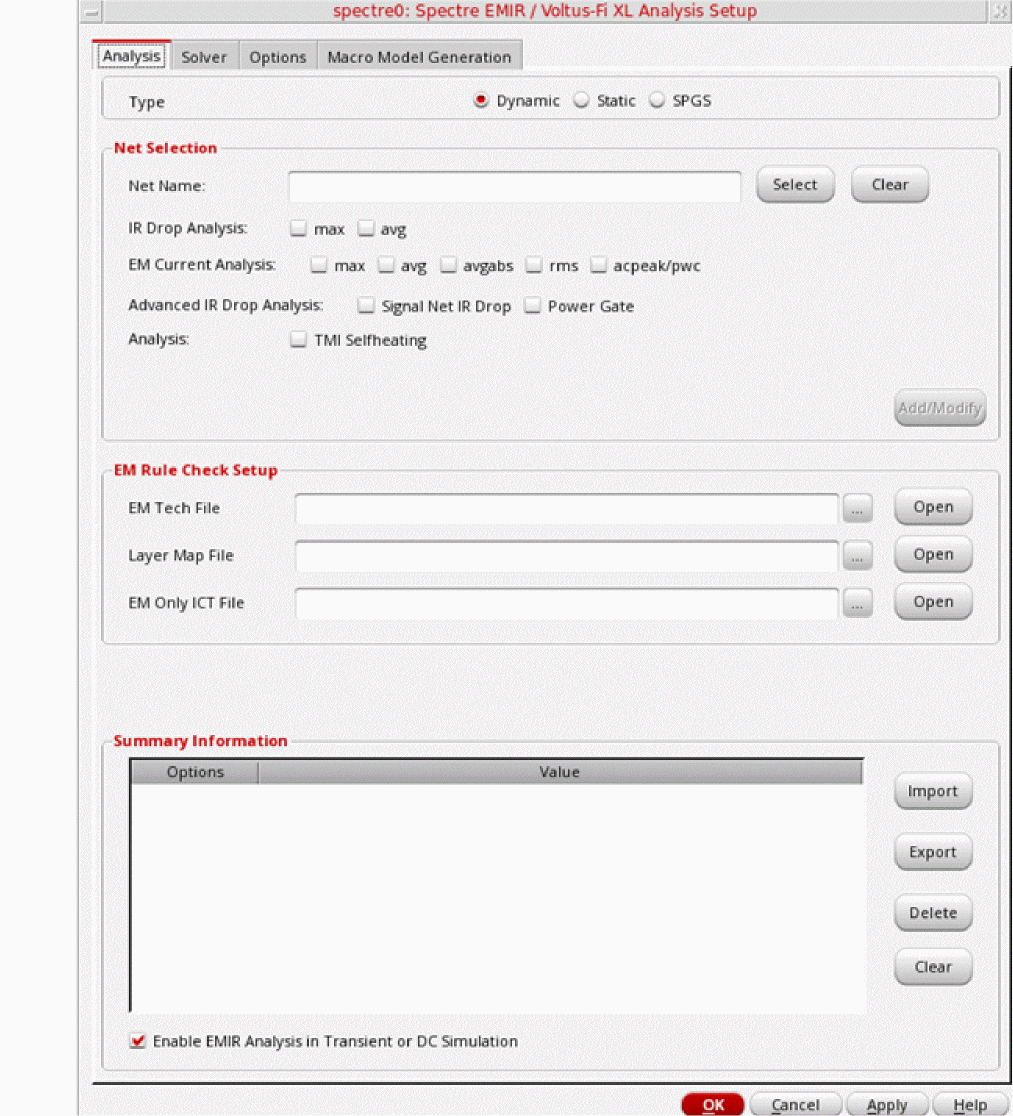 spectre0: Spectre EMIR / Voltus-Fi XL Analysis Setup
Analysis Solver Options Macro Model Generation
Type Dynamic Static SPGS
Net Selection
Net Name: Select Clear
IR Drop Analysis: max avg
EM Current Analysis: max avg avgabs rms acpeak/pwc
Advanced IR Drop Analysis: Signal Net IR Drop Power Gate
Analysis: TMI Selfheating
Add/Modify
EM Rule Check Setup
EM Tech File ... Open
Layer Map File ... Open
EM Only ICT File ... Open
Summary Information
Options Value
Import
Export
Delete
Clear
Enable EMIR Analysis in Transient or DC Simulation
OK Cancel Apply Help